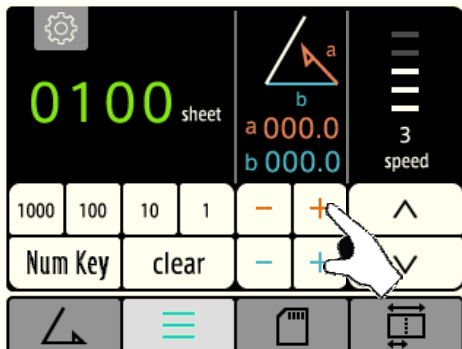 0100 sheet
a
b
a 000.0
b 000.0
3
speed
1000 100 10 1 - +
Num Key clear - +